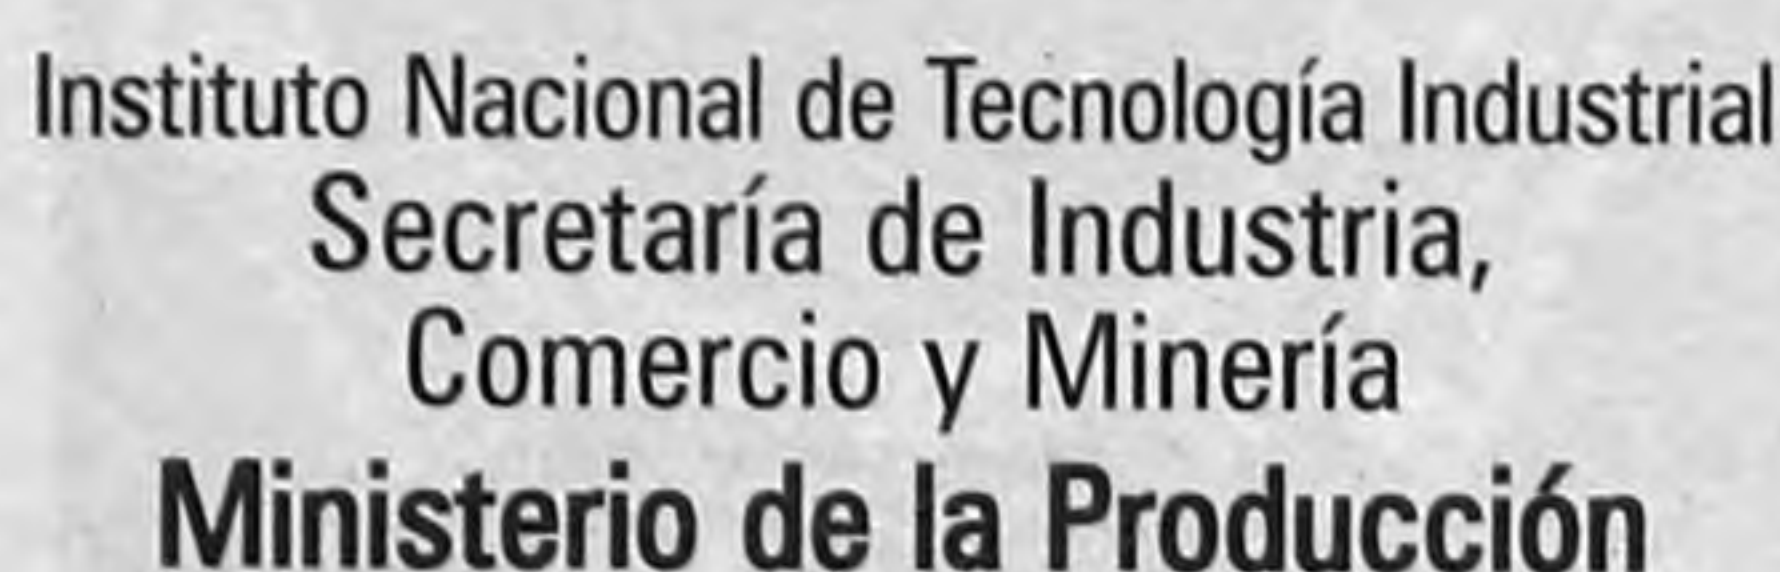 Instituto Nacional de Tecnología Industrial
Secretaría de Industria,
Comercio y Minería
Ministerio de la Producción